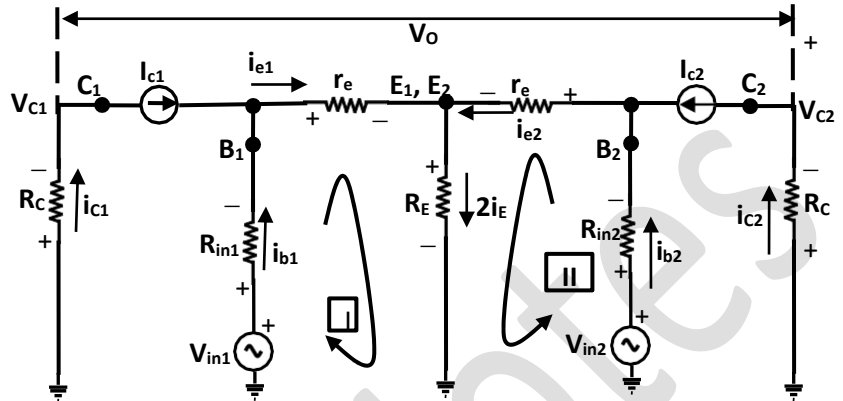 Vo
+
Ic1 ie1 re E1, E2 − re Ic2 C2
C1
VC1 + − ie2 + VC2
B1 B2
− − + − −
RC iC1 Rin1 ib1 RE 2iE Rin2 ib2 iC2 RC
+ + − + +
I II
+ +
Vin1 Vin2
ntes